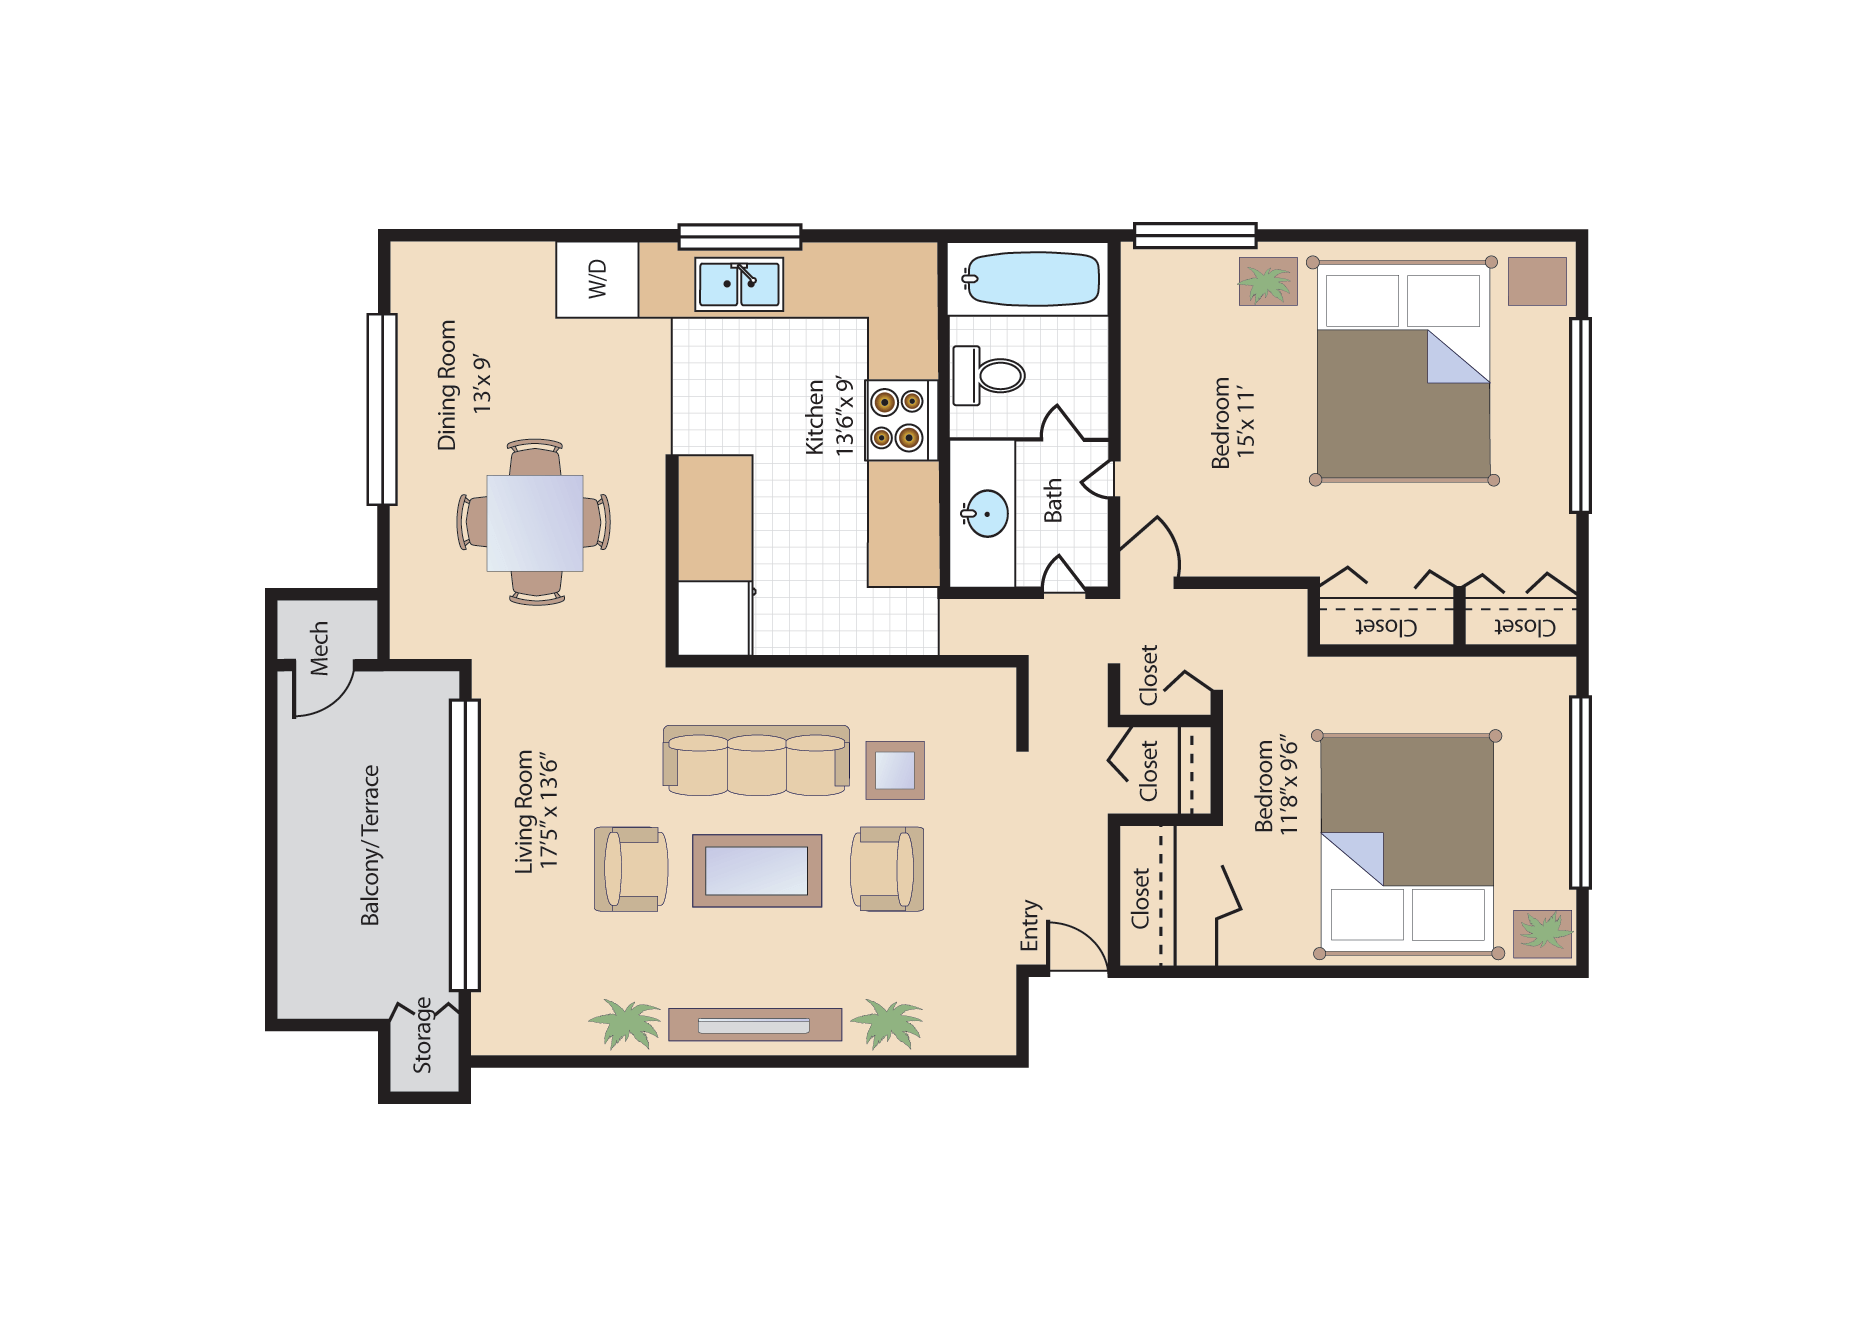 W/D
Dining Room
13’x 9’
Kitchen
13’6”x 9’
Bath
Bedroom
15’x 11’
Closet
Closet
Mech
Balcony/Terrace
Storage
Living Room
17’5” x 13’6”
Entry
Closet
Closet
Closet
Bedroom
11’8”x 9’6”